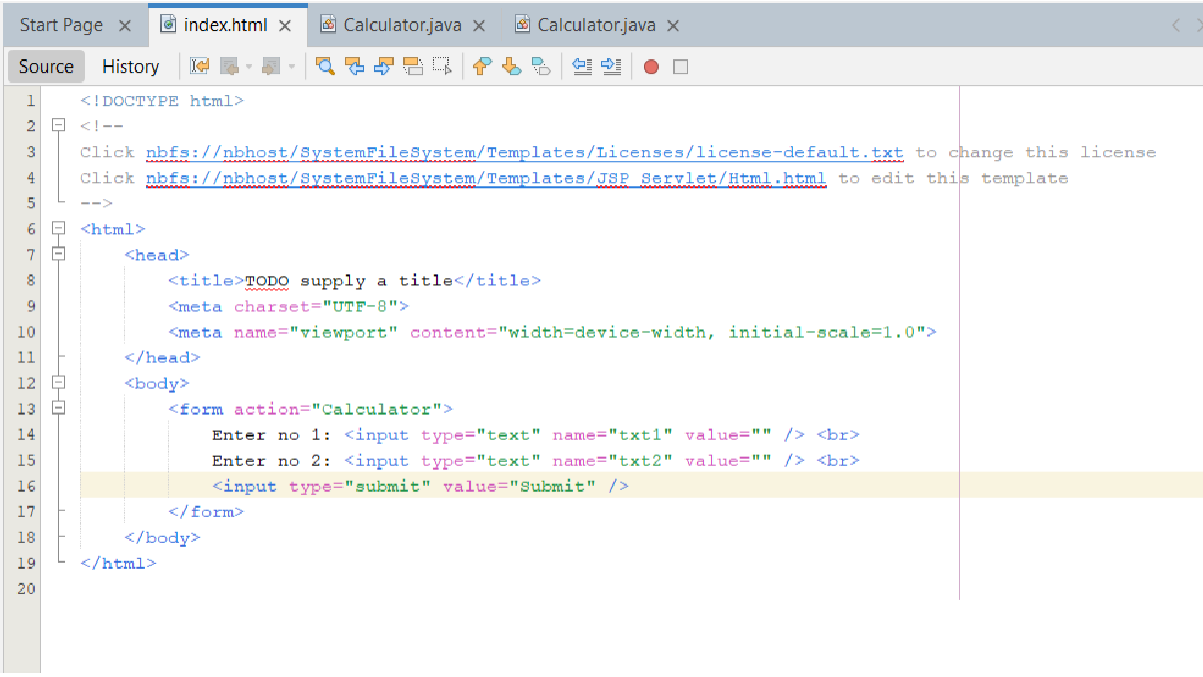 Start Page index.html Calculator.java Calculator.java
Source History
1 <!DOCTYPE html>
2 <!--
3 Click nbfs://nbhost/SystemFileSystem/Templates/Licenses/license-default.txt to change this license
4 Click nbfs://nbhost/SystemFileSystem/Templates/JSP_Servlet/Html.html to edit this template
5 -->
6 <html>
7 <head>
8 <title>TODO supply a title</title>
9 <meta charset="UTF-8">
10 <meta name="viewport" content="width=device-width, initial-scale=1.0">
11 </head>
12 <body>
13 <form action="Calculator">
14 Enter no 1: <input type="text" name="txt1" value="" /> <br>
15 Enter no 2: <input type="text" name="txt2" value="" /> <br>
16 <input type="submit" value="Submit" />
17 </form>
18 </body>
19 </html>
20